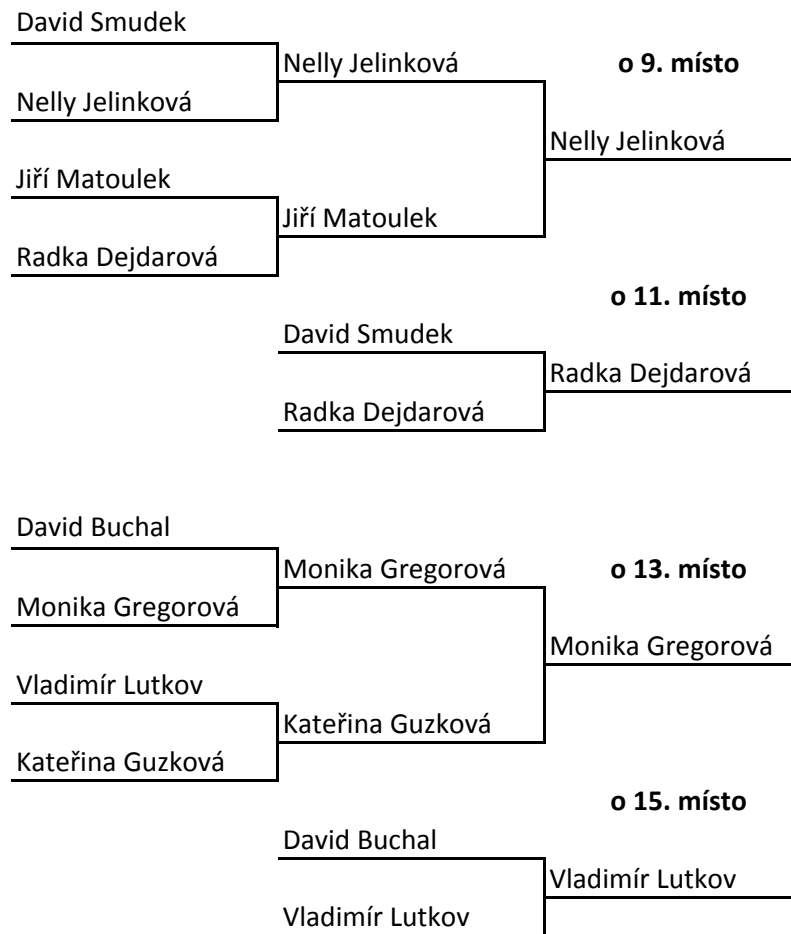 David Smudek
Nelly Jelinková o 9. místo
Nelly Jelinková
Nelly Jelinková
Jiří Matoulek
Jiří Matoulek
Radka Dejdarová
o 11. místo
David Smudek
Radka Dejdarová
Radka Dejdarová
David Buchal
Monika Gregorová o 13. místo
Monika Gregorová
Monika Gregorová
Vladimír Lutkov
Kateřina Guzková
Kateřina Guzková
o 15. místo
David Buchal
Vladimír Lutkov
Vladimír Lutkov